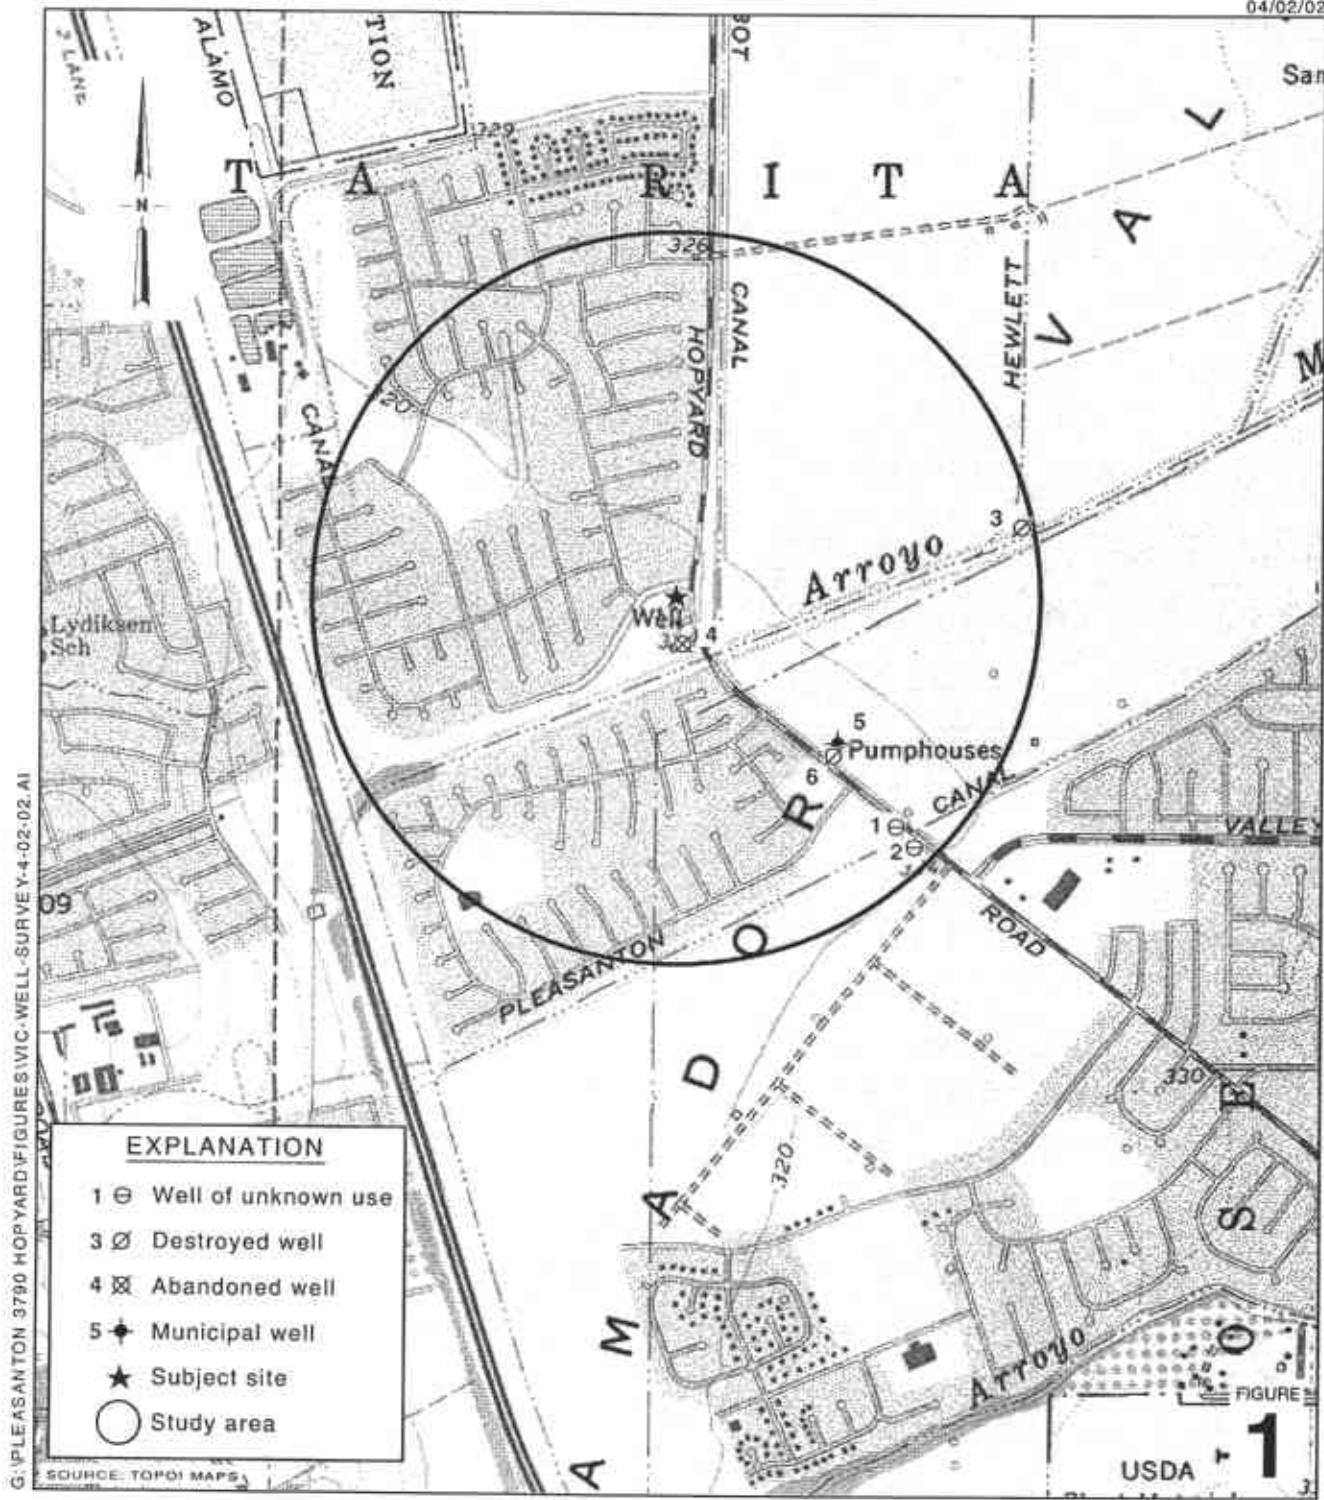 04/02/02
LANE
ALAMO
TION
BOT
San
329
T A R I T A
V A L
326
CANAL
HOPYARD
HEWLETT
N
M
20
CANAL
3
Arroyo
Lydiksen
Sch
Well
4
5
Pumphouses
6
R
CANAL
1
2
VALLEY
09
O
ROAD
PLEASANTON
D
330
E
320
A
S
M
Arroyo
O
A
EXPLANATION
1 Well of unknown use
3 Destroyed well
4 Abandoned well
5 Municipal well
Subject site
Study area
SOURCE: TOPO! MAPS
G:\PLEASANTON 3790 HOPYARD\FIGURES\VIC-WELL-SURVEY-4-02-02.AI
FIGURE
1
USDA